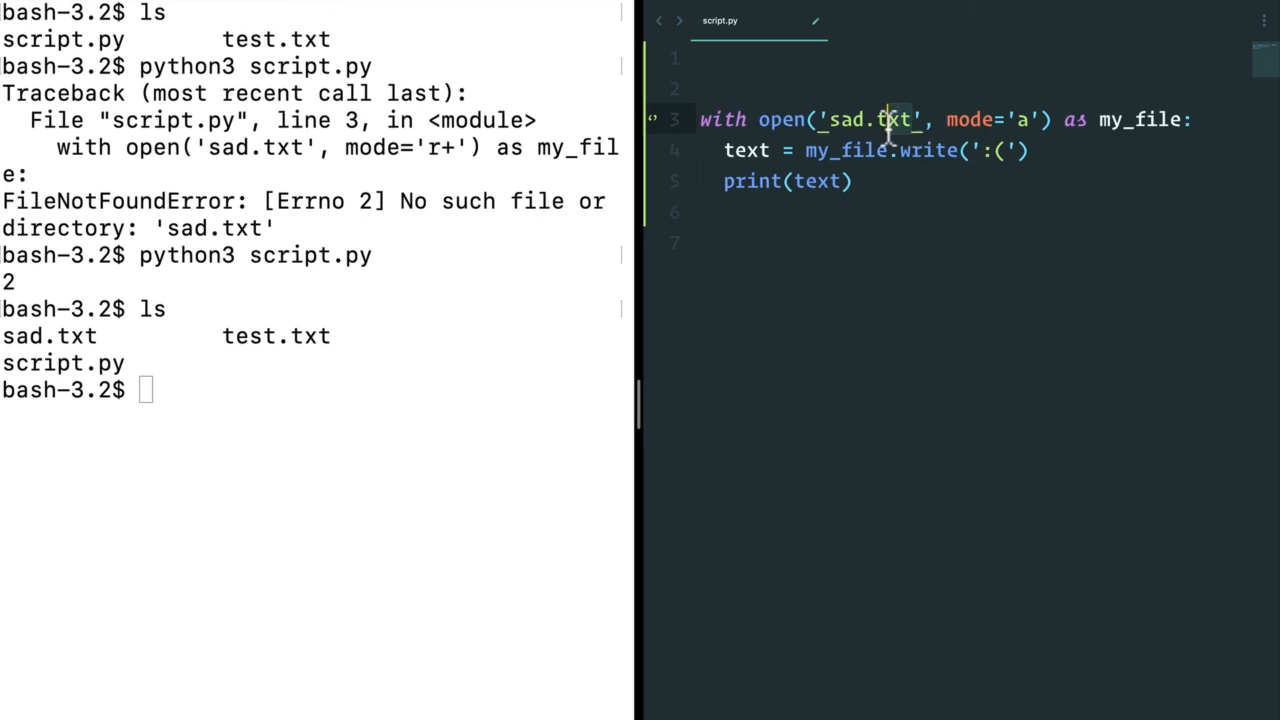 bash-3.2$ ls
script.py test.txt
bash-3.2$ python3 script.py
Traceback (most recent call last):
File "script.py", line 3, in <module>
with open('sad.txt', mode='r+') as my_fil
e:
FileNotFoundError: [Errno 2] No such file or
directory: 'sad.txt'
bash-3.2$ python3 script.py
2
bash-3.2$ ls
sad.txt test.txt
script.py
bash-3.2$
script.py
1
2
3 with open('sad.txt', mode='a') as my_file:
4 text = my_file.write(':(')
5 print(text)
6
7